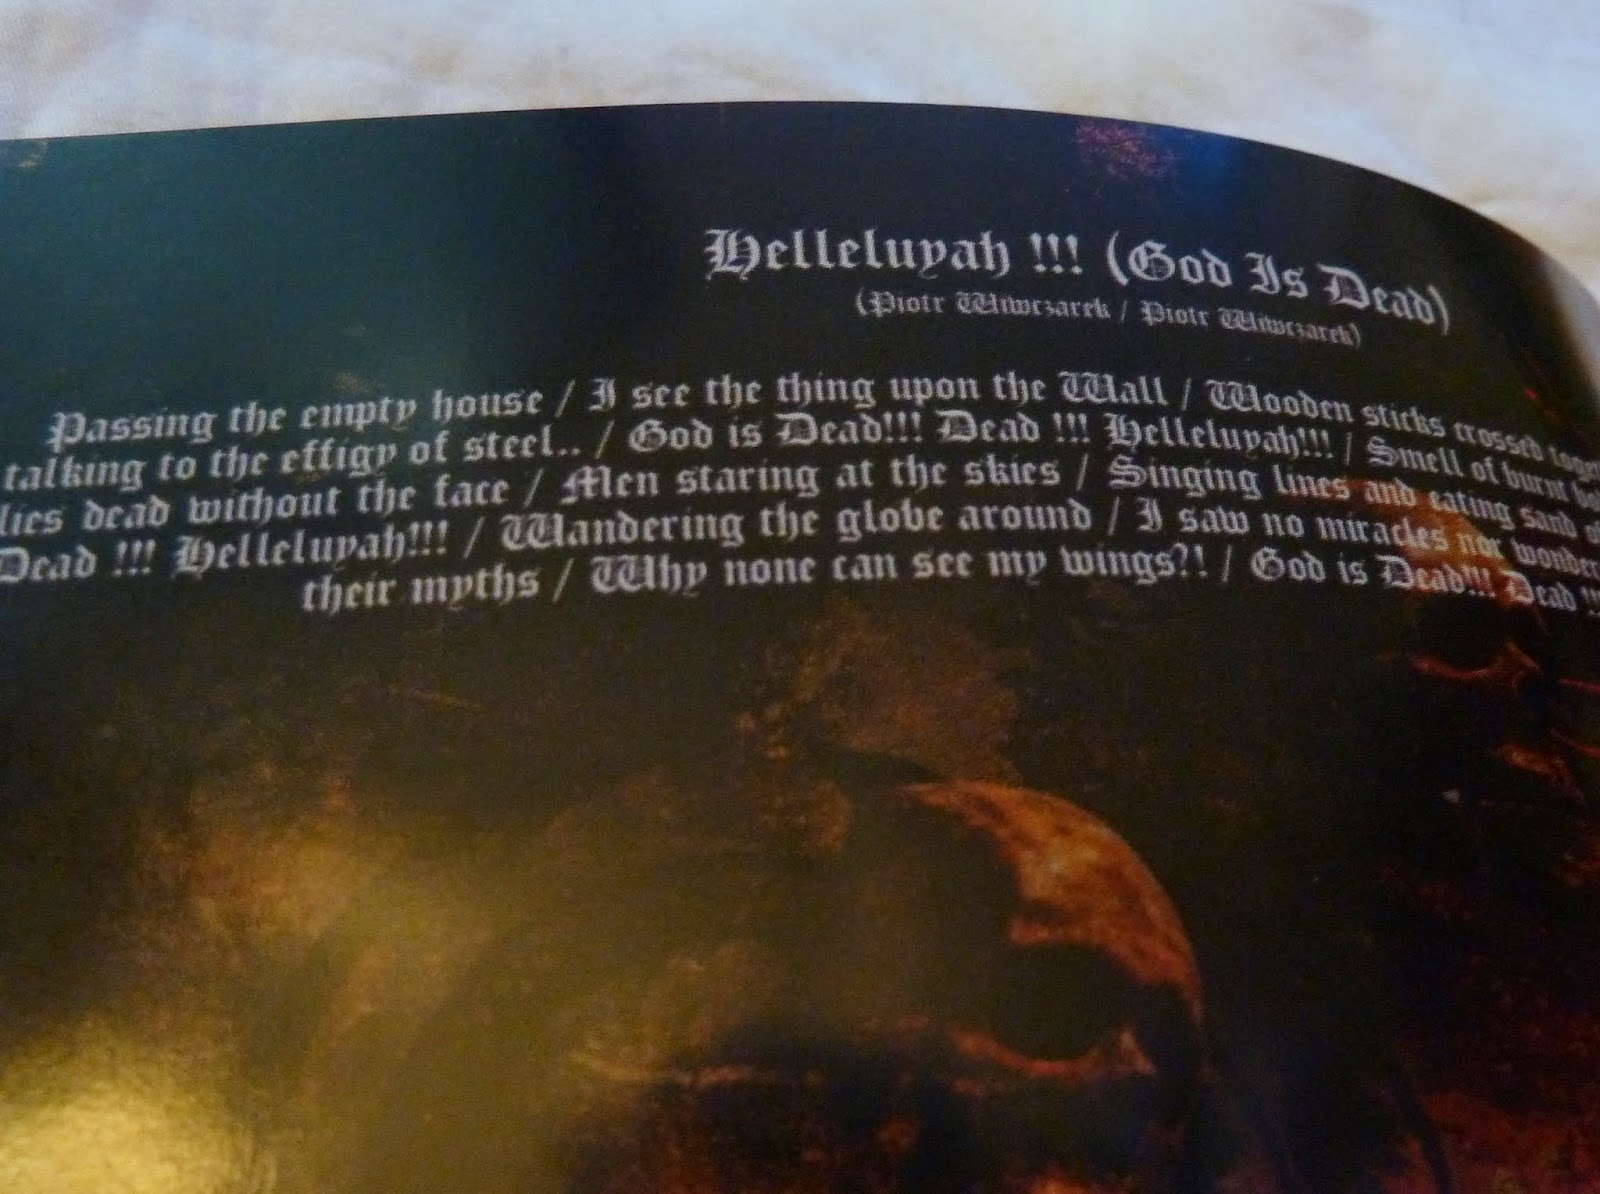 Helleluyah !!! (God Is Dead)
(Piotr Wiwczarek / Piotr Wiwczarek)
Passing the empty house / I see the thing upon the Wall / Wooden sticks crossed
talking to the effigy of steel.. / God is Dead!!! Dead !!! Helleluyah!!! / Smell of burnt
lies dead without the face / Men staring at the skies / Singing lines and eating sand
Dead !!! Helleluyah!!! / Wandering the globe around / I saw no miracles nor
their myths / Why none can see my wings?! / God is Dead!!! Dead !!!